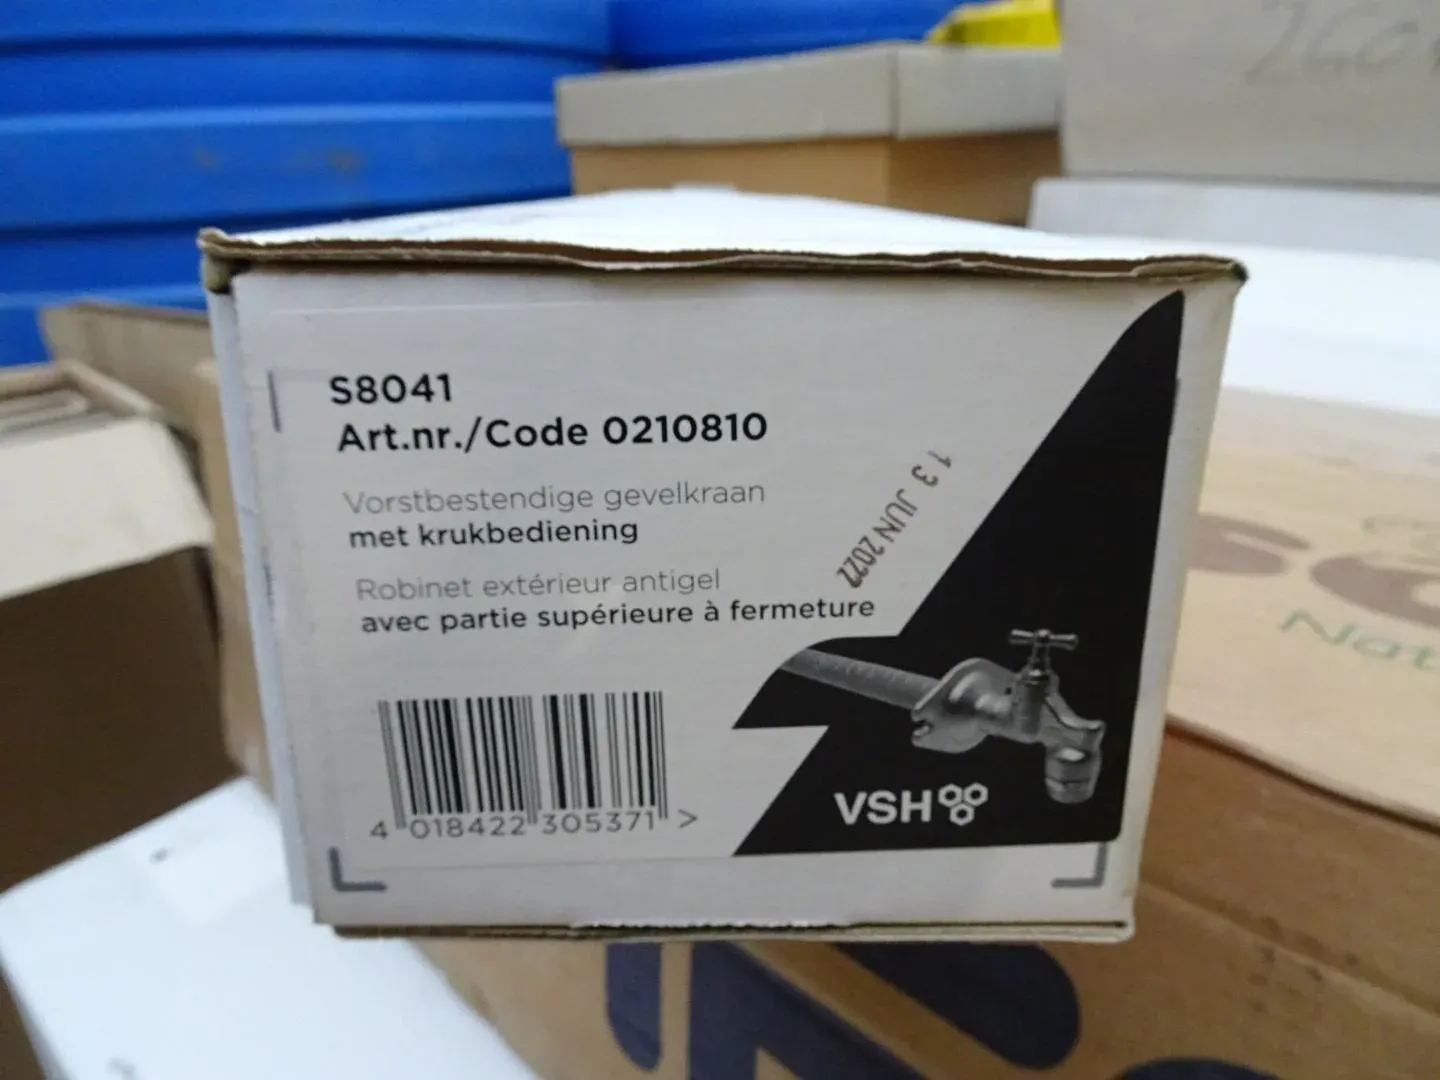 S8041
Art.nr./Code 0210810
Vorstbestendige gevelkraan
met krukbediening
Robinet extérieur antigel
avec partie supérieure à fermeture
13 JUN 2022
4 018422 305371 >
VSH
Nat